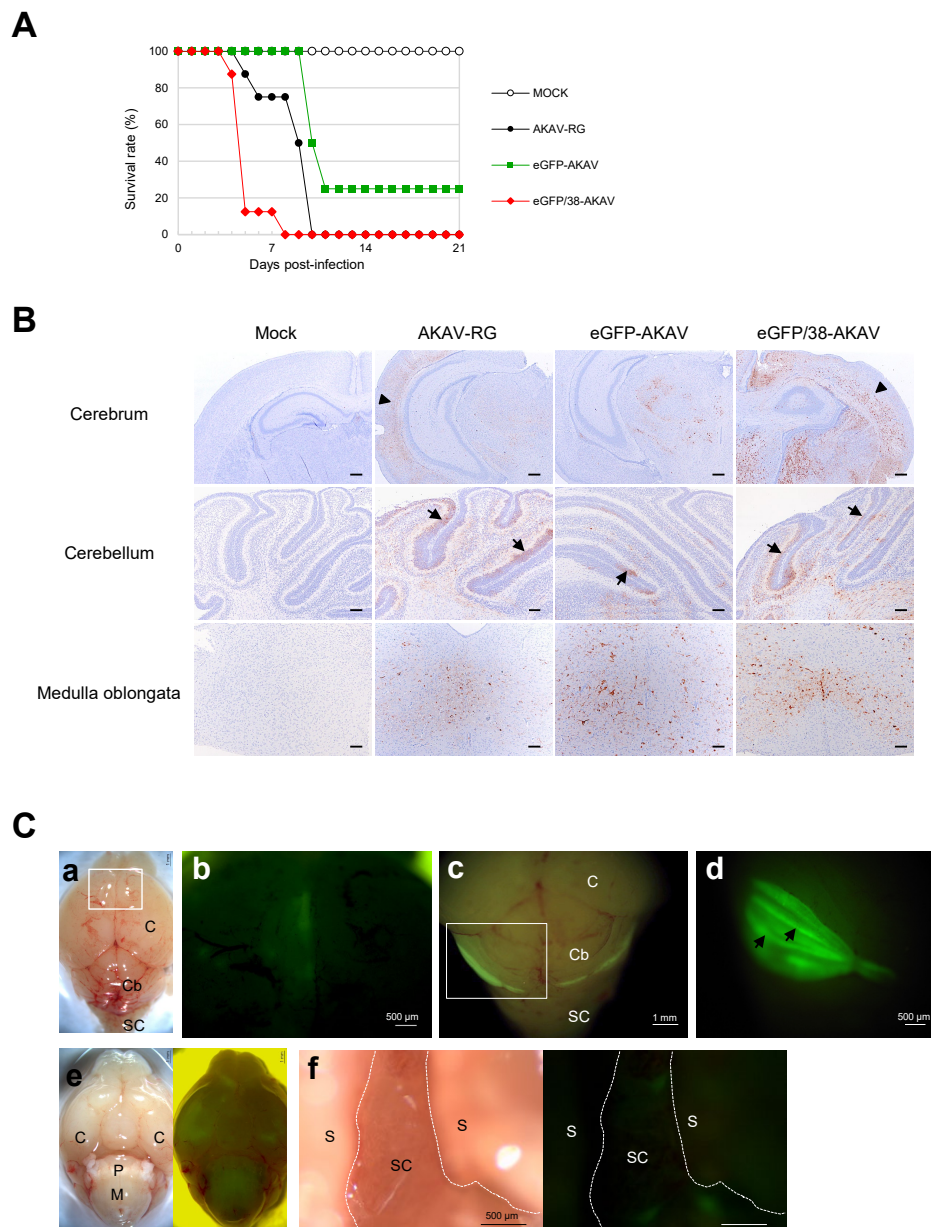 A
100
80
60
40
20
0
Survival rate (%)
0 7 14 21
Days post-infection
MOCK
AKAV-RG
eGFP-AKAV
eGFP/38-AKAV
B
Mock AKAV-RG eGFP-AKAV eGFP/38-AKAV
Cerebrum
Cerebellum
Medulla oblongata
C
a
C
Cb
SC
b
500 μm
c
C
Cb
SC
1 mm
d
500 μm
e
C C
P
M
f
S
S
SC
500 μm
S
S
SC